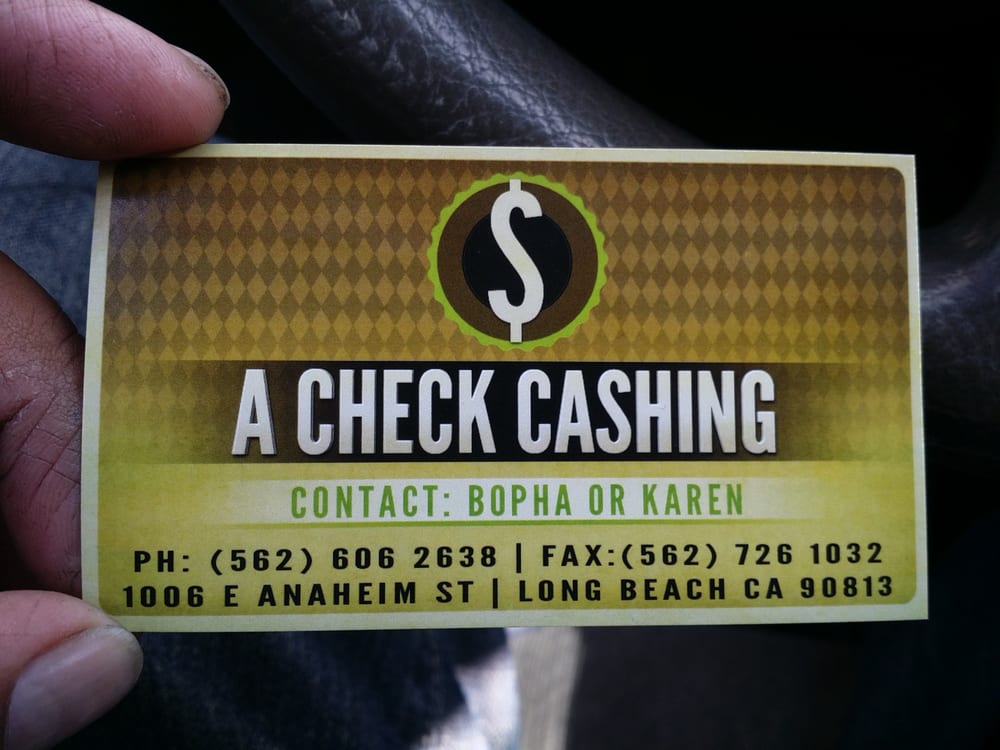 $
A CHECK CASHING
CONTACT: BOPHA OR KAREN
PH: (562) 606 2638 | FAX:(562) 726 1032
1006 E ANAHEIM ST | LONG BEACH CA 90813